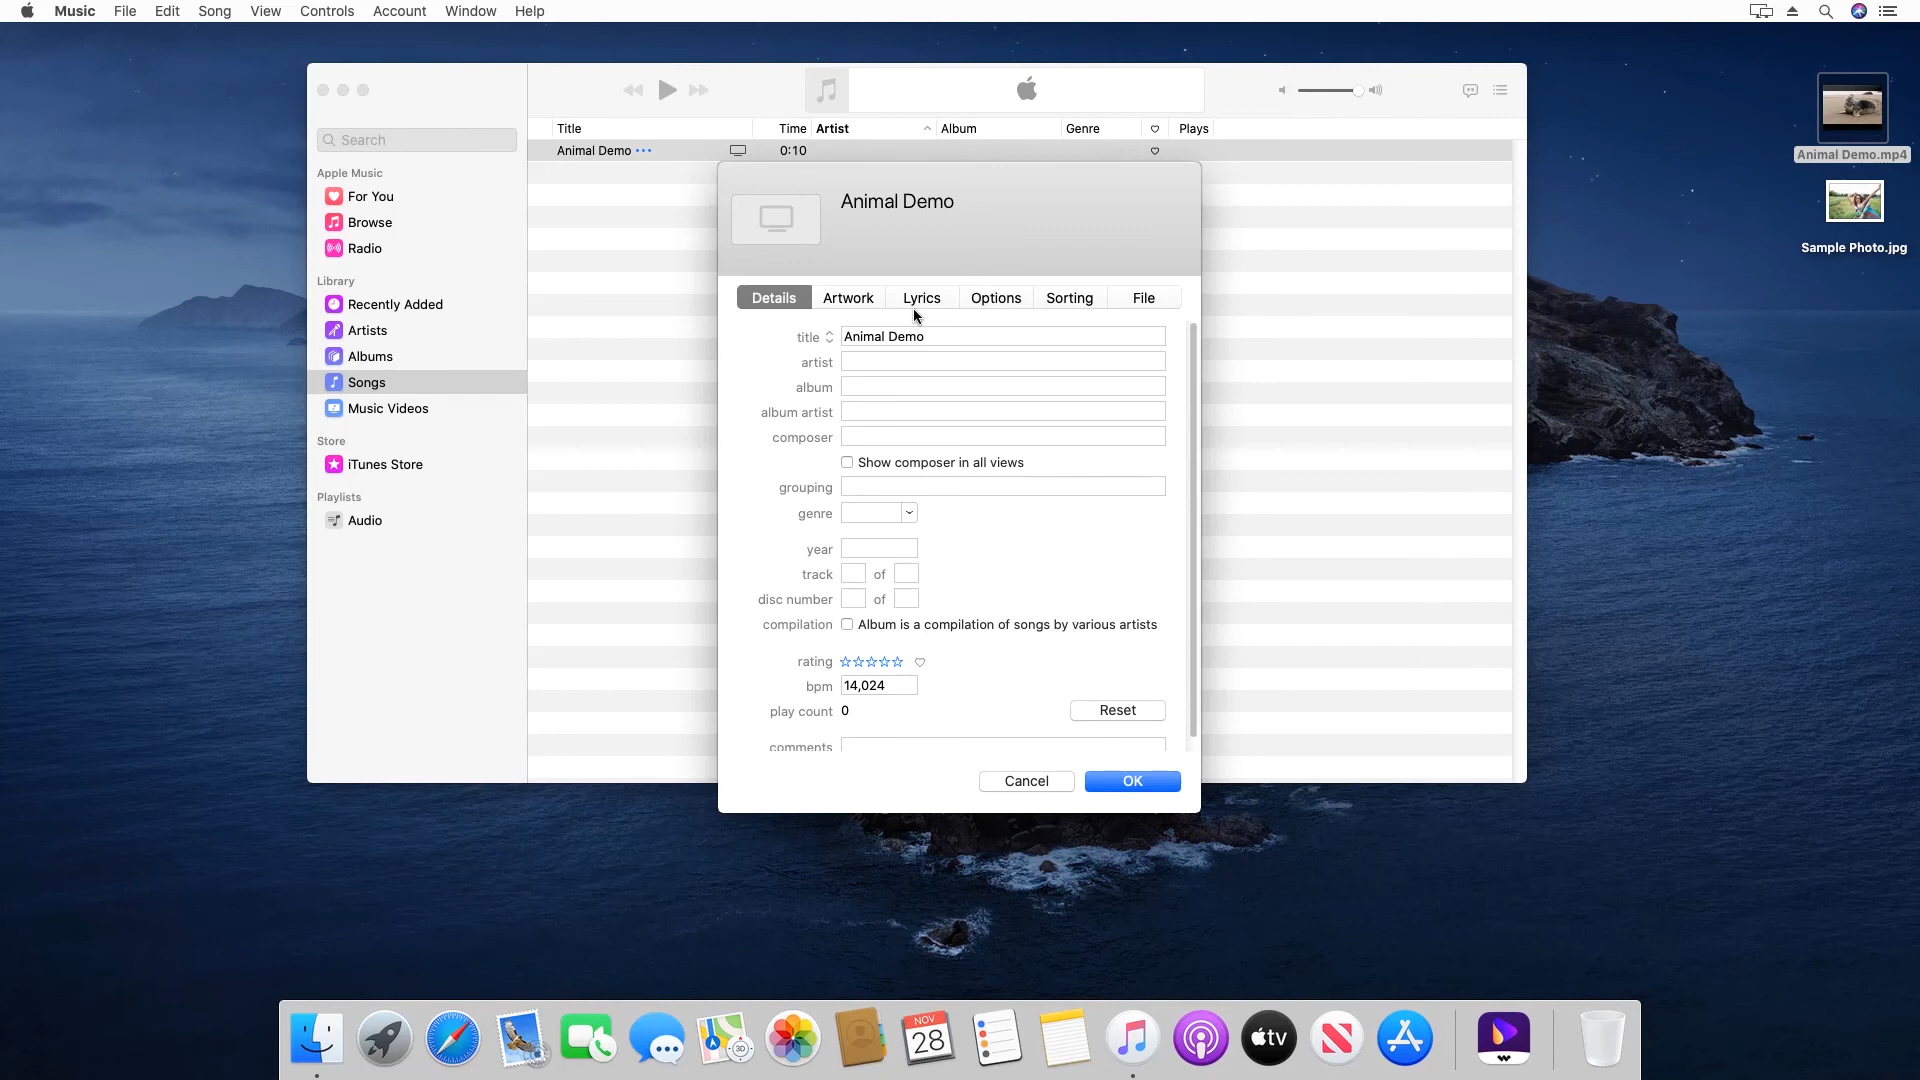 Music File Edit Song View Controls Account Window Help
Search
Apple Music
For You
Browse
Radio
Library
Recently Added
Artists
Albums
Songs
Music Videos
Store
iTunes Store
Playlists
Audio
Title Time Artist Album Genre Plays
Animal Demo ••• 0:10
Animal Demo
Details Artwork Lyrics Options Sorting File
title Animal Demo
artist
album
album artist
composer
Show composer in all views
grouping
genre
year
track of
disc number of
compilation Album is a compilation of songs by various artists
rating
bpm 14,024
play count 0 Reset
comments
Cancel OK
Animal Demo.mp4
Sample Photo.jpg
3D
NOV
28
tv